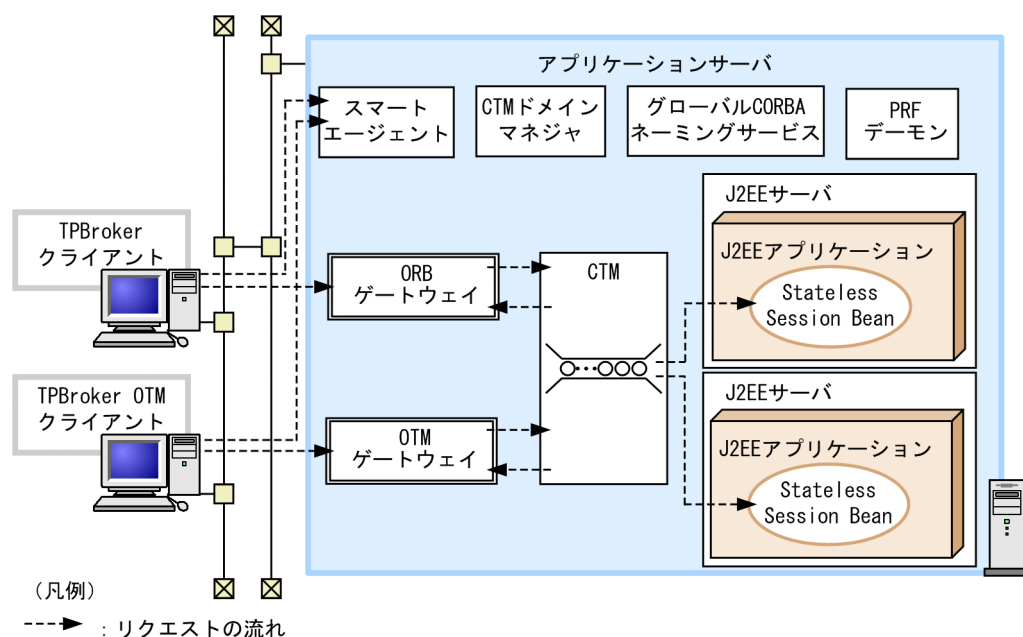 アプリケーションサーバ
スマート
エージェント
CTMドメイン
マネジャ
グローバルCORBA
ネーミングサービス
PRF
デーモン
TPBroker
クライアント
TPBroker OTM
クライアント
ORB
ゲートウェイ
OTM
ゲートウェイ
CTM
J2EEサーバ
J2EEアプリケーション
Stateless
Session Bean
J2EEサーバ
J2EEアプリケーション
Stateless
Session Bean
(凡例)
：リクエストの流れ